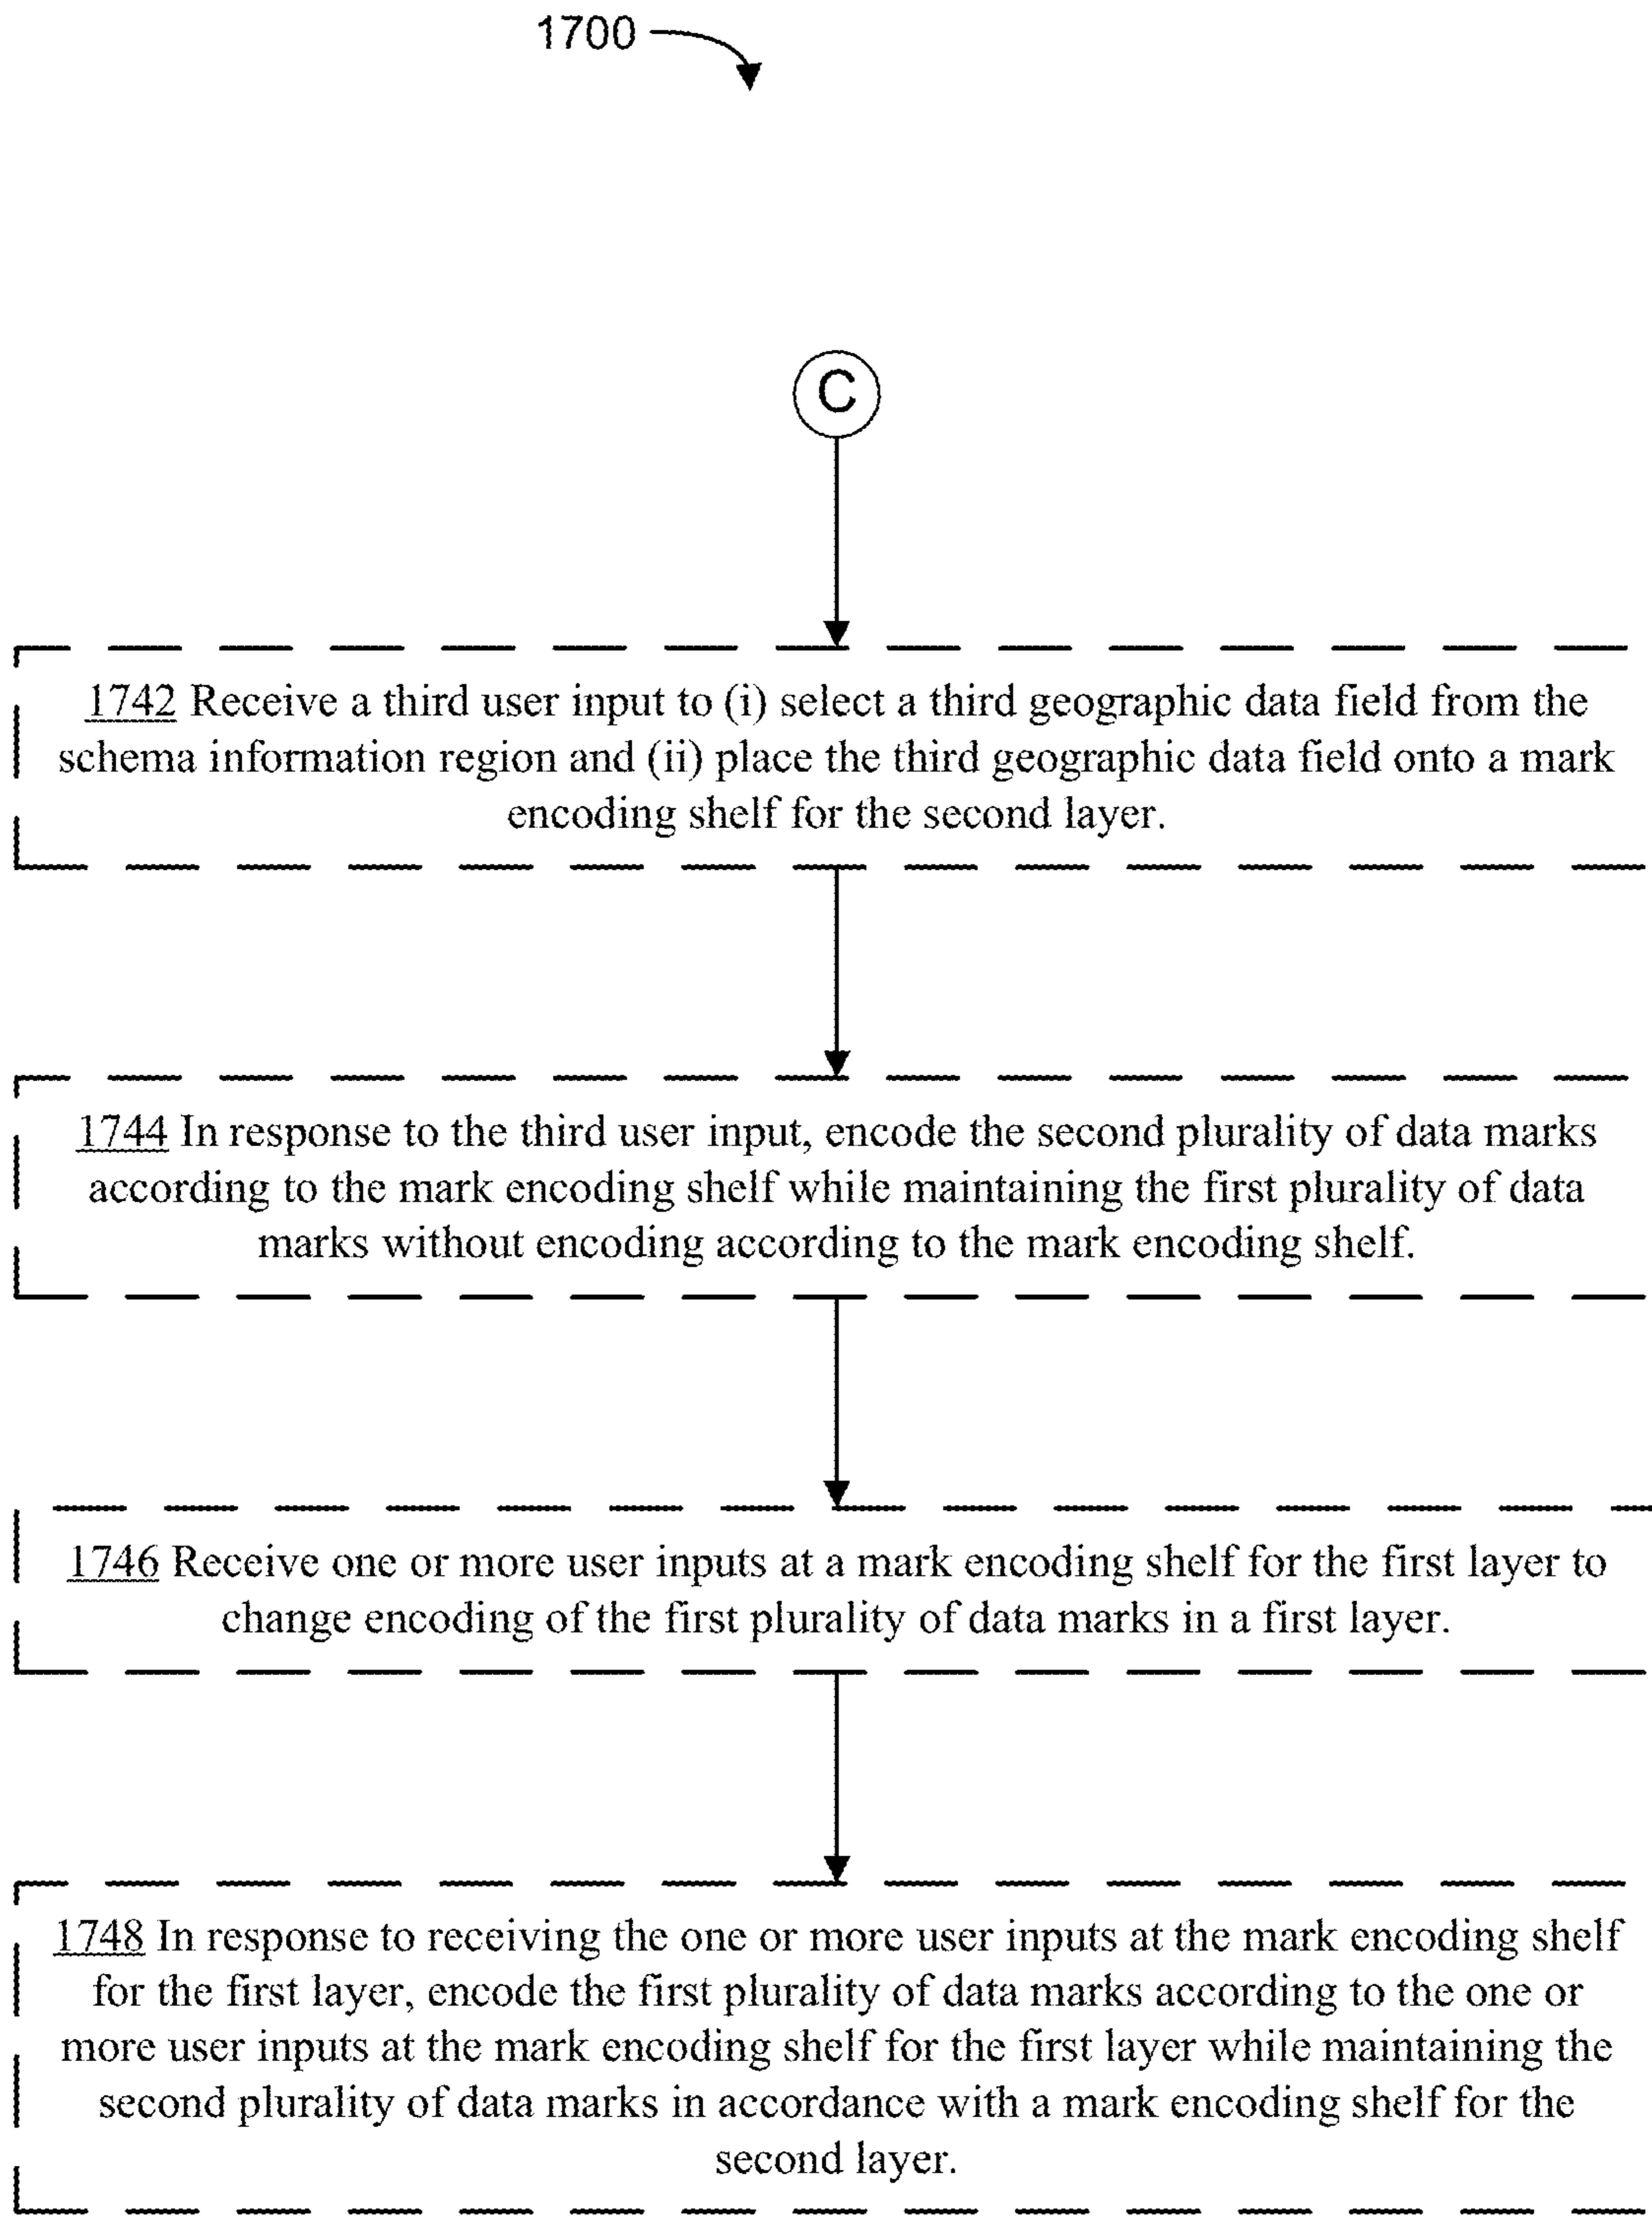 1700
C
1742 Receive a third user input to (i) select a third geographic data field from the
schema information region and (ii) place the third geographic data field onto a mark
encoding shelf for the second layer.
1744 In response to the third user input, encode the second plurality of data marks
according to the mark encoding shelf while maintaining the first plurality of data
marks without encoding according to the mark encoding shelf.
1746 Receive one or more user inputs at a mark encoding shelf for the first layer to
change encoding of the first plurality of data marks in a first layer.
1748 In response to receiving the one or more user inputs at the mark encoding shelf
for the first layer, encode the first plurality of data marks according to the one or
more user inputs at the mark encoding shelf for the first layer while maintaining the
second plurality of data marks in accordance with a mark encoding shelf for the
second layer.